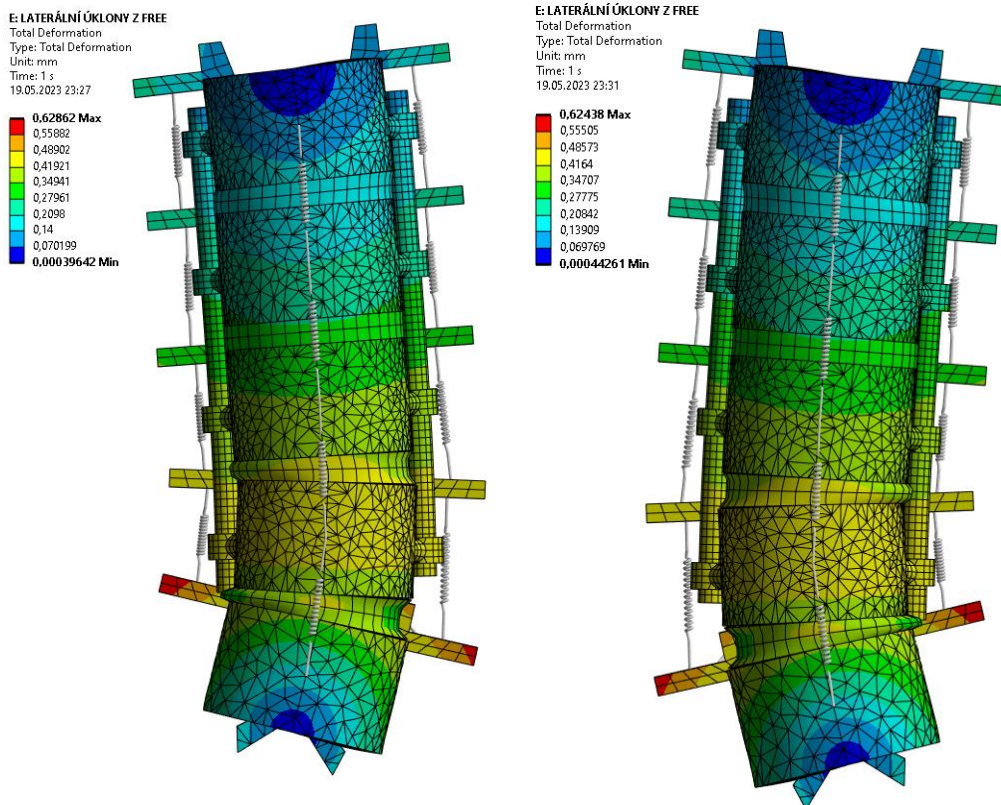 E: LATERÁLNÍ ÚKLONY Z FREE
Total Deformation
Type: Total Deformation
Unit: mm
Time: 1 s
19.05.2023 23:27
0,62862 Max
0,55882
0,48902
0,41921
0,34941
0,27961
0,2098
0,14
0,070199
0,00039642 Min
E: LATERÁLNÍ ÚKLONY Z FREE
Total Deformation
Type: Total Deformation
Unit: mm
Time: 1 s
19.05.2023 23:31
0,62438 Max
0,55505
0,48573
0,4164
0,34707
0,27775
0,20842
0,13909
0,069769
0,00044261 Min